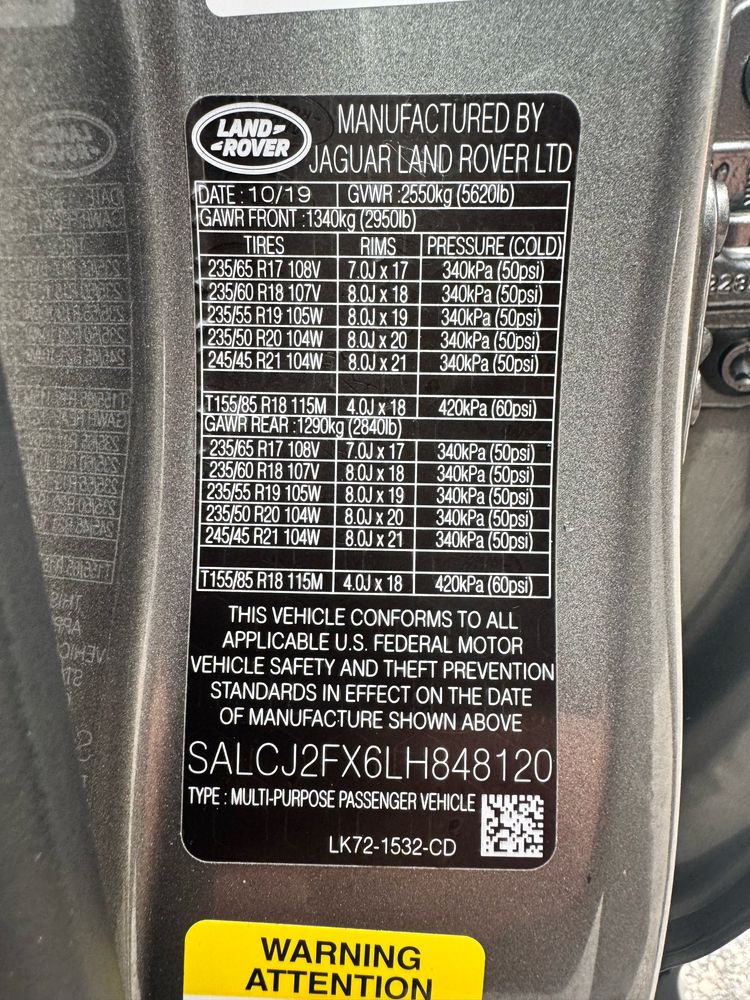 LAND-
-ROVER
MANUFACTURED BY
JAGUAR LAND ROVER LTD
DATE : 10/19 GVWR :2550kg (5620lb)
GAWR FRONT :1340kg (2950lb)
TIRES RIMS PRESSURE (COLD)
235/65 R17 108V 7.0J x 17 340kPa (50psi)
235/60 R18 107V 8.0J x 18 340kPa (50psi)
235/55 R19 105W 8.0J x 19 340kPa (50psi)
235/50 R20 104W 8.0J x 20 340kPa (50psi)
245/45 R21 104W 8.0J x 21 340kPa (50psi)
T155/85 R18 115M 4.0J x 18 420kPa (60psi)
GAWR REAR :1290kg (2840lb)
235/65 R17 108V 7.0J x 17 340kPa (50psi)
235/60 R18 107V 8.0J x 18 340kPa (50psi)
235/55 R19 105W 8.0J x 19 340kPa (50psi)
235/50 R20 104W 8.0J x 20 340kPa (50psi)
245/45 R21 104W 8.0J x 21 340kPa (50psi)
T155/85 R18 115M 4.0J x 18 420kPa (60psi)
THIS VEHICLE CONFORMS TO ALL
APPLICABLE U.S. FEDERAL MOTOR
VEHICLE SAFETY AND THEFT PREVENTION
STANDARDS IN EFFECT ON THE DATE
OF MANUFACTURE SHOWN ABOVE
SALCJ2FX6LH848120
TYPE : MULTI-PURPOSE PASSENGER VEHICLE
LK72-1532-CD
WARNING
ATTENTION